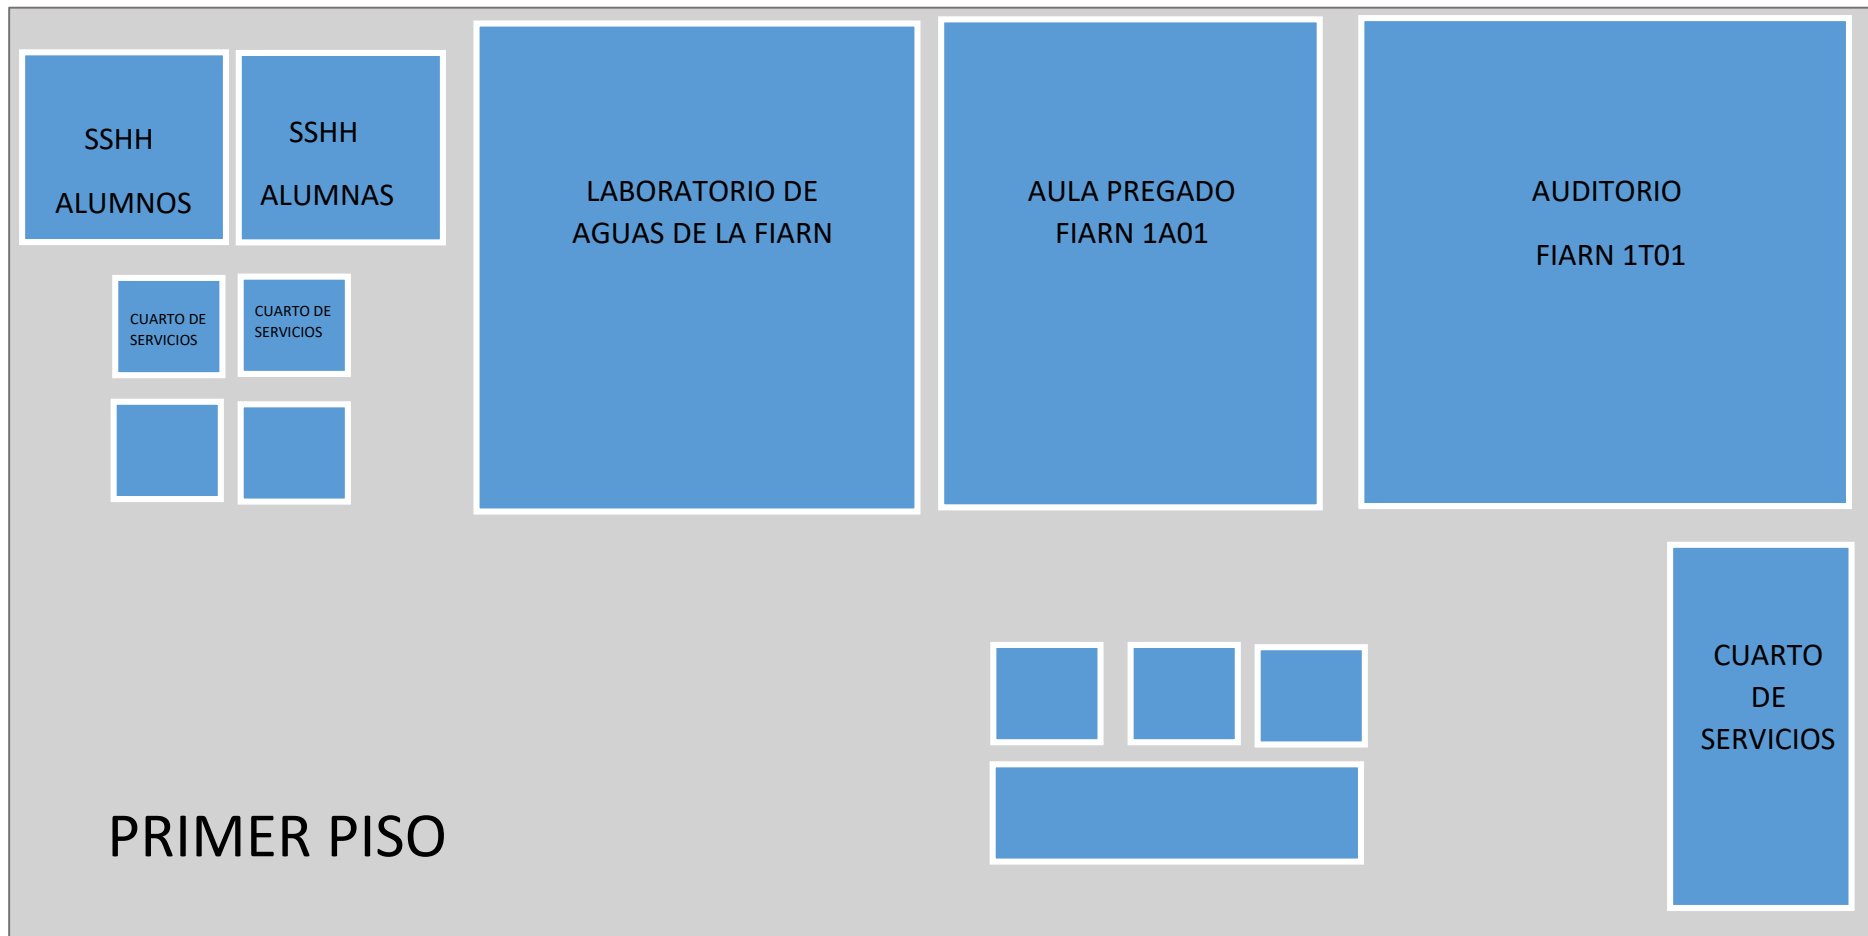 SSHH
ALUMNOS
SSHH
ALUMNAS
LABORATORIO DE
AGUAS DE LA FIARN
AULA PREGADO
FIARN 1A01
AUDITORIO
FIARN 1T01
CUARTO DE
SERVICIOS
CUARTO DE
SERVICIOS
CUARTO
DE
SERVICIOS
PRIMER PISO